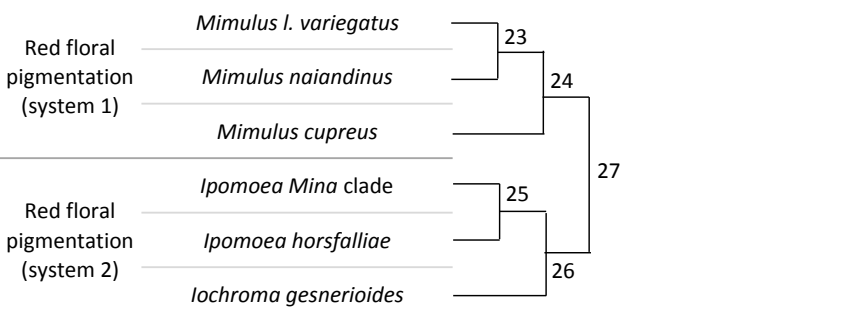 Red floral
pigmentation
(system 1)
Mimulus l. variegatus
Mimulus naiandinus
Mimulus cupreus
23
24
27
Red floral
pigmentation
(system 2)
Ipomoea Mina clade
Ipomoea horsfalliae
Iochroma gesnerioides
25
26